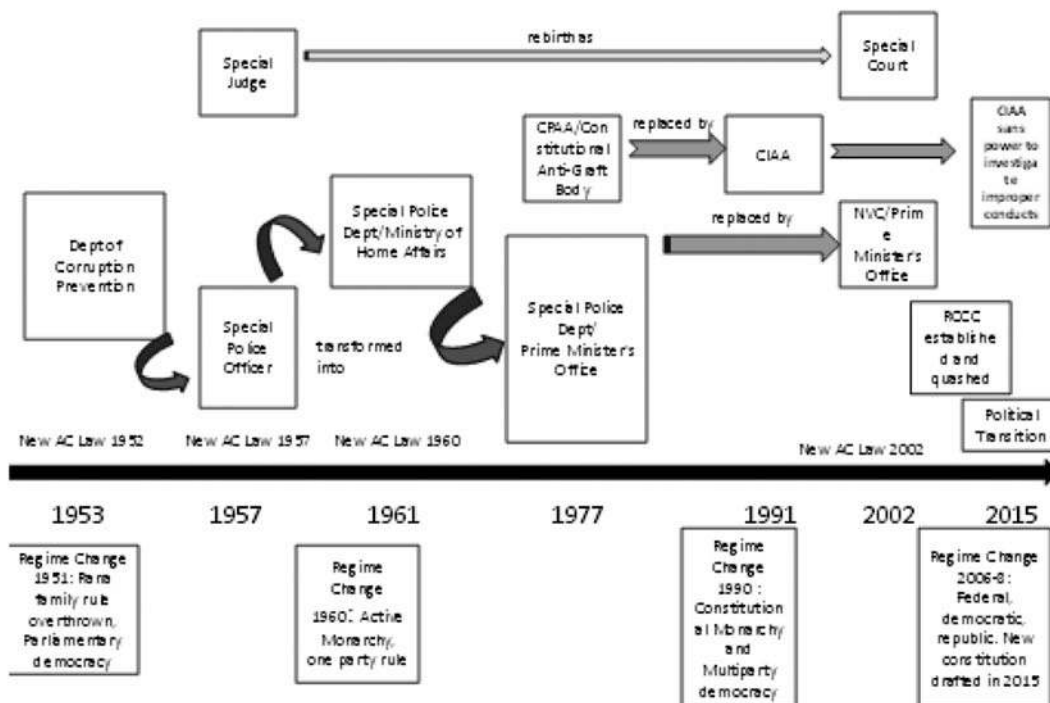 rebirth as
Special
Judge
Special
Court
CPAA/Con
stitutional
Anti-Graft
Body
replaced by
CIAA
CIAA
sans
power to
investiga
te
improper
conducts
Dept of
Corruption
Prevention
Special Police
Dept/Ministry of
Home Affairs
replaced by
NVC/Prim
e
Minister's
Office
Special
Police
Officer
transformed
into
Special Police
Dept/
Prime Minister's
Office
RCCC
establishe
d and
quashed
Political
Transition
New AC Law 1952
New AC Law 1957
New AC Law 1960
New AC Law 2002
1953
1957
1961
1977
1991
2002
2015
Regime Change
1951: Rana
family rule
overthrown,
Parliamentary
democracy
Regime
Change
1960: Active
Monarchy,
one party rule
Regime
Change
1990 :
Constitution
al Monarchy
and
Multiparty
democracy
Regime Change
2006-8:
Federal,
democratic,
republic. New
constitution
drafted in 2015